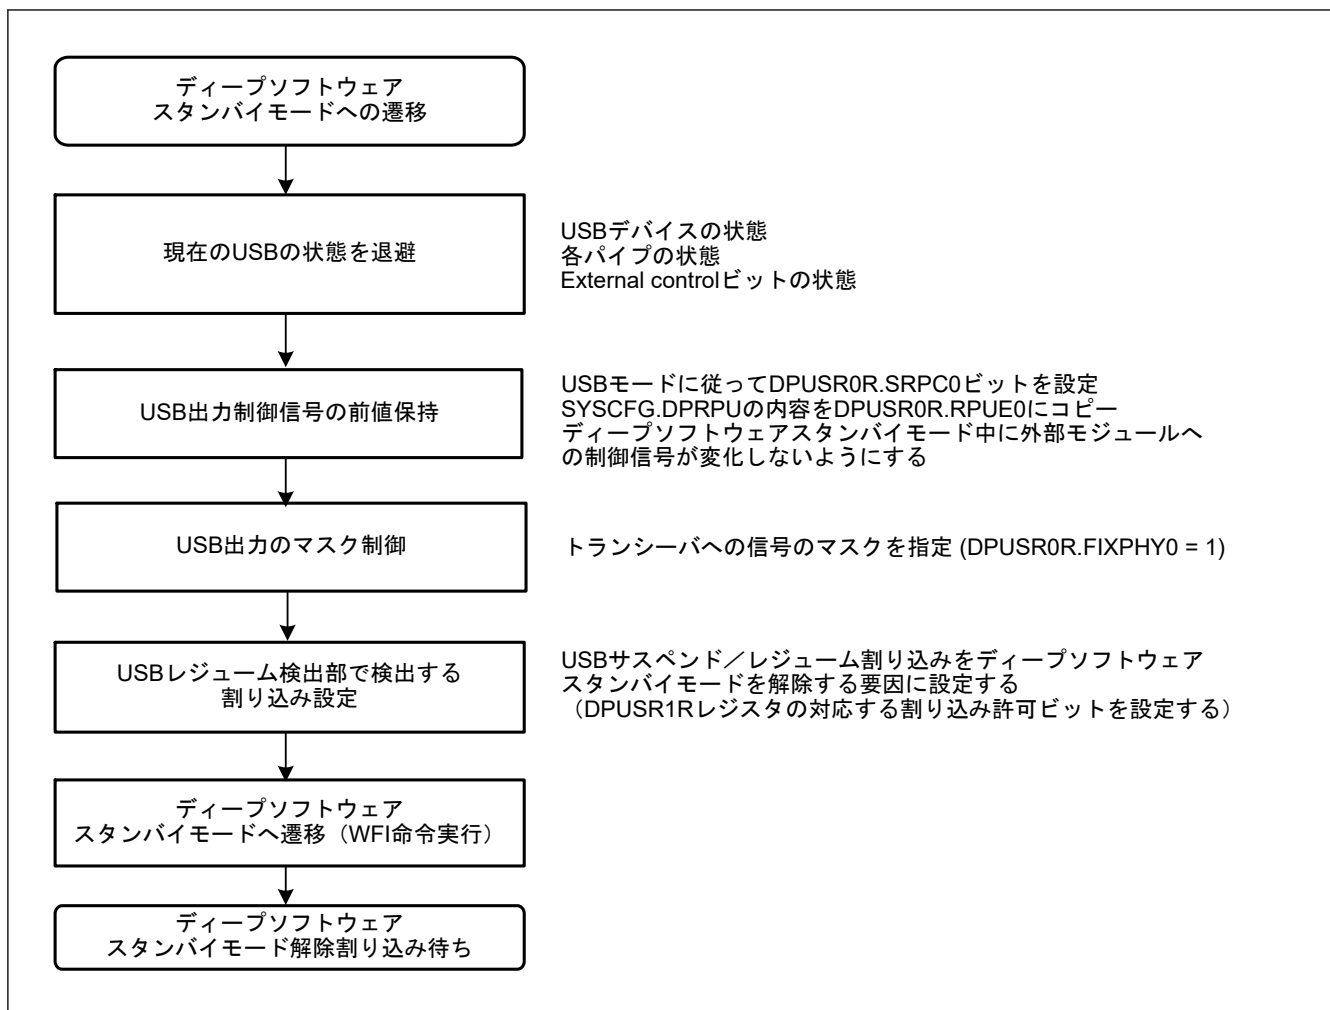 ディープソフトウェア
スタンバイモードへの遷移
現在のUSBの状態を退避
USBデバイスの状態
各パイプの状態
External controlビットの状態
USB出力制御信号の前値保持
USBモードに従ってDPUSR0R.SRPC0ビットを設定
SYSCFG.DPRPUの内容をDPUSR0R.RPUE0にコピー
ディープソフトウェアスタンバイモード中に外部モジュールへ
の制御信号が変化しないようにする
USB出力のマスク制御
トランシーバへの信号のマスクを指定 (DPUSR0R.FIXPHY0 = 1)
USBレジューム検出部で検出する
割り込み設定
USBサスペンド／レジューム割り込みをディープソフトウェア
スタンバイモードを解除する要因に設定する
（DPUSR1Rレジスタの対応する割り込み許可ビットを設定する）
ディープソフトウェア
スタンバイモードへ遷移（WFI命令実行）
ディープソフトウェア
スタンバイモード解除割り込み待ち